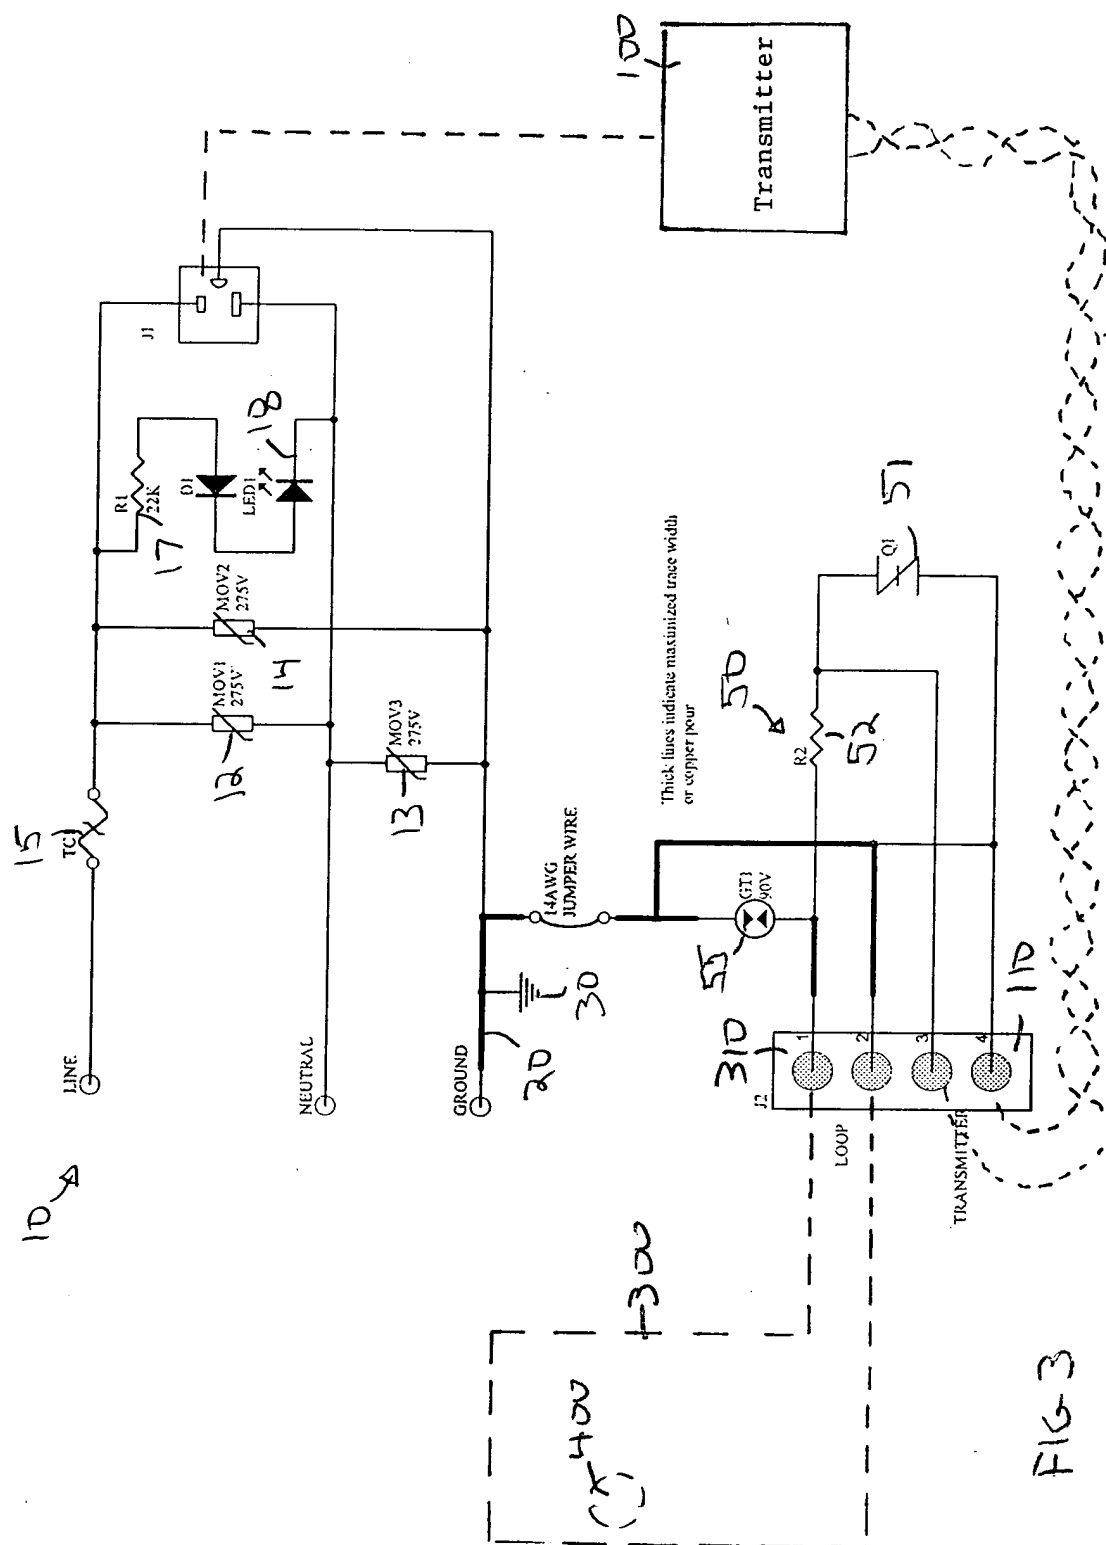 100
Transmitter
J1
R1
22K
17
D1
LED1
18
MOV2
275V
14
MOV1
275V
12
MOV3
275V
13
15
TC1
LINE
NEUTRAL
GROUND
20
30
14AWG
JUMPER WIRE
Thick lines indicate maximized trace width
or copper pour
50
R2
52
Q1
51
GT1
90V
55
310
110
J2
1
2
3
4
LOOP
TRANSMITTER
10
300
400
FIG 3